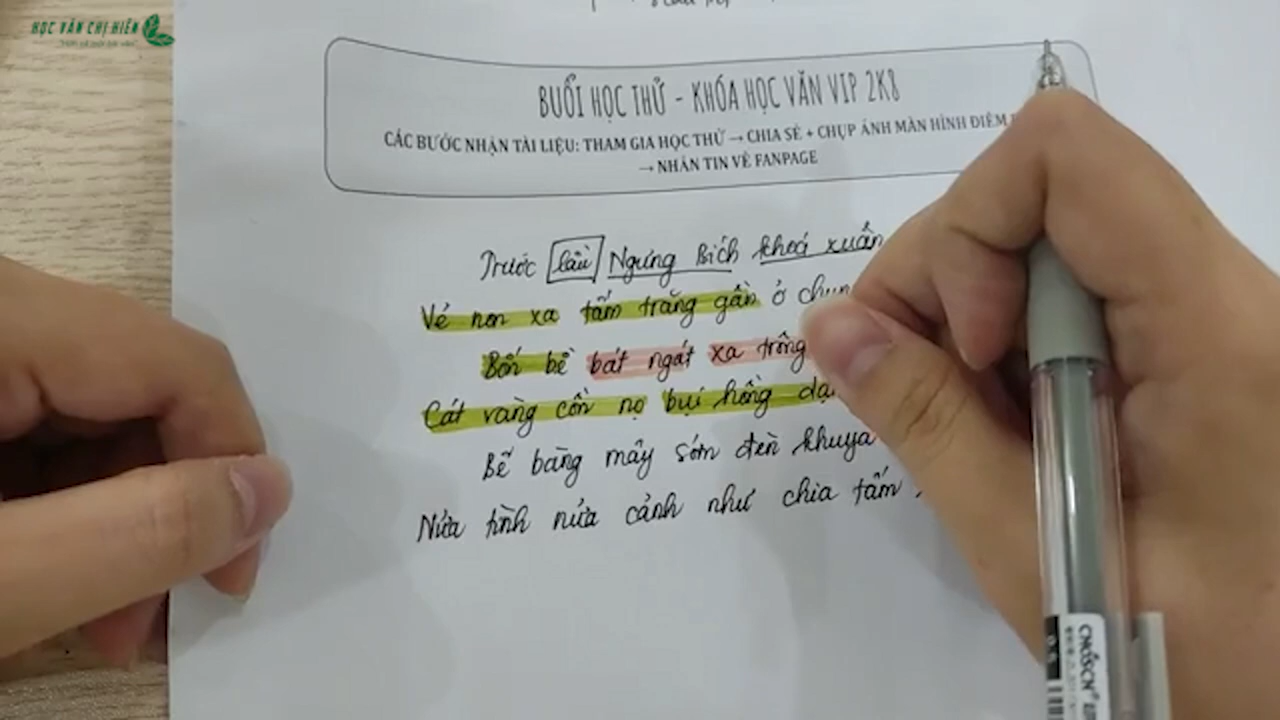 HỌC VĂN CHỊ HIÊN
BUỔI HỌC THỬ - KHÓA HỌC VĂN VIP 2K8
CÁC BƯỚC NHẬN TÀI LIỆU: THAM GIA HỌC THỬ → CHIA SẺ + CHỤP ẢNH MÀN HÌNH ĐIỂM
→ NHẮN TIN VỀ FANPAGE
Trước lầu Ngưng Bích khoá xuân
Vẻ non xa tấm trăng gần ở chun
Bốn bề bát ngát xa trông
Cát vàng cồn nọ bụi hồng dặ
Bẽ bàng mây sớm đèn khuya
Nửa tình nửa cảnh như chia tấm
CHOSCH